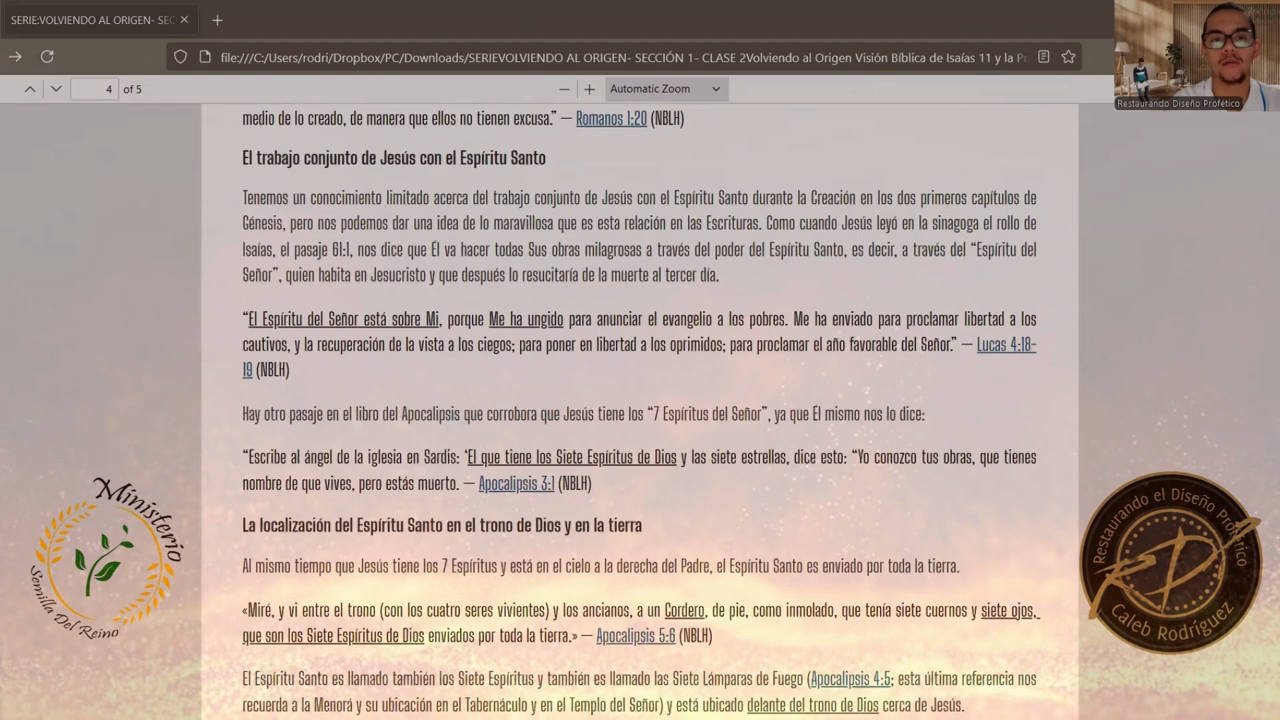 SERIE:VOLVIENDO AL ORIGEN- SEC
file:///C:/Users/rodri/Dropbox/PC/Downloads/SERIEVOLVIENDO AL ORIGEN- SECCIÓN 1- CLASE 2Volviendo al Origen Visión Bíblica de Isaías 11 y la Pr
4 of 5
Automatic Zoom
Restaurando Diseño Profético
medio de lo creado, de manera que ellos no tienen excusa.” — Romanos 1:20 (NBLH)
El trabajo conjunto de Jesús con el Espíritu Santo
Tenemos un conocimiento limitado acerca del trabajo conjunto de Jesús con el Espíritu Santo durante la Creación en los dos primeros capítulos de
Génesis, pero nos podemos dar una idea de lo maravillosa que es esta relación en las Escrituras. Como cuando Jesús leyó en la sinagoga el rollo de
Isaías, el pasaje 61:1, nos dice que Él va hacer todas Sus obras milagrosas a través del poder del Espíritu Santo, es decir, a través del “Espíritu del
Señor”, quien habita en Jesucristo y que después lo resucitaría de la muerte al tercer día.
“El Espíritu del Señor está sobre Mi, porque Me ha ungido para anunciar el evangelio a los pobres. Me ha enviado para proclamar libertad a los
cautivos, y la recuperación de la vista a los ciegos; para poner en libertad a los oprimidos; para proclamar el año favorable del Señor.” — Lucas 4:18-
19 (NBLH)
Hay otro pasaje en el libro del Apocalipsis que corrobora que Jesús tiene los “7 Espíritus del Señor”, ya que Él mismo nos lo dice:
“Escribe al ángel de la iglesia en Sardis: ‘El que tiene los Siete Espíritus de Dios y las siete estrellas, dice esto: “Yo conozco tus obras, que tienes
nombre de que vives, pero estás muerto. — Apocalipsis 3:1 (NBLH)
La localización del Espíritu Santo en el trono de Dios y en la tierra
Al mismo tiempo que Jesús tiene los 7 Espíritus y está en el cielo a la derecha del Padre, el Espíritu Santo es enviado por toda la tierra.
«Miré, y vi entre el trono (con los cuatro seres vivientes) y los ancianos, a un Cordero, de pie, como inmolado, que tenía siete cuernos y siete ojos,
que son los Siete Espíritus de Dios enviados por toda la tierra.» — Apocalipsis 5:6 (NBLH)
El Espíritu Santo es llamado también los Siete Espíritus y también es llamado las Siete Lámparas de Fuego (Apocalipsis 4:5; esta última referencia nos
recuerda a la Menorá y su ubicación en el Tabernáculo y en el Templo del Señor) y está ubicado delante del trono de Dios cerca de Jesús.
Ministerio
Semilla Del Reino
Restaurando el Diseño Profético
RD
Caleb Rodríguez